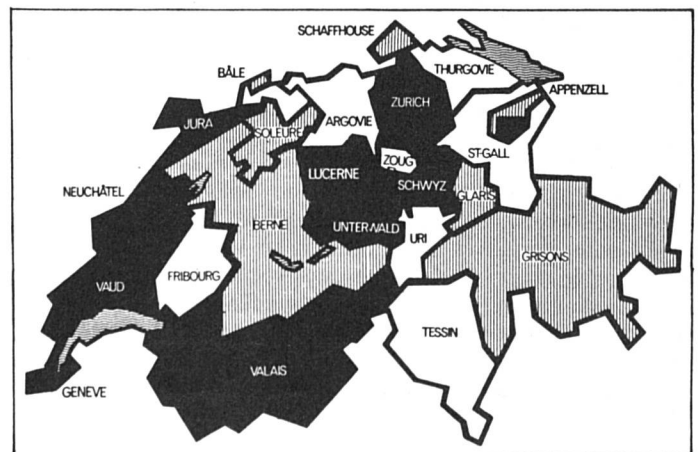 SCHAFFHOUSE
THURGOVIE
BÂLE
APPENZELL
ZURICH
JURA
ARGOVIE
SOLEURE
ST-GALL
ZOUG
LUCERNE
SCHWYZ
GLARIS
NEUCHÂTEL
BERNE
UNTERWALD
URI
GRISONS
FRIBOURG
VAUD
TESSIN
VALAIS
GENEVE